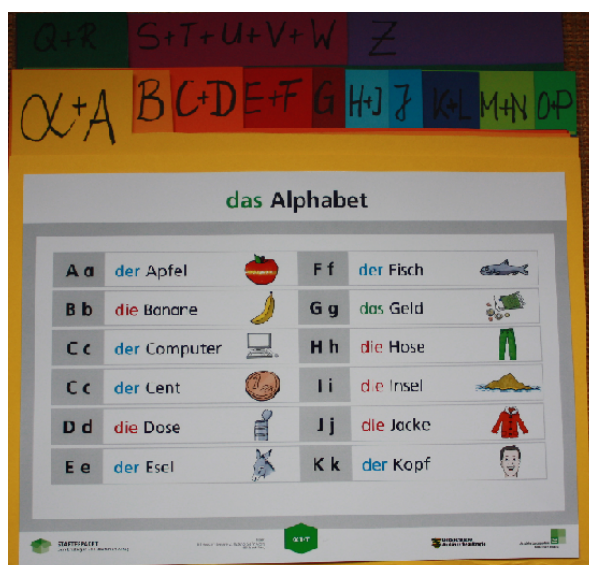 Q+R S+T+U+V+W Z
α+A B C+D E+F G H+I J K+L M+N O+P
das Alphabet
A a der Apfel
B b die Banane
C c der Computer
C c der Cent
D d die Dose
E e der Esel
F f der Fisch
G g das Geld
H h die Hose
I i die Insel
J j die Jacke
K k der Kopf
STARTERPAKET